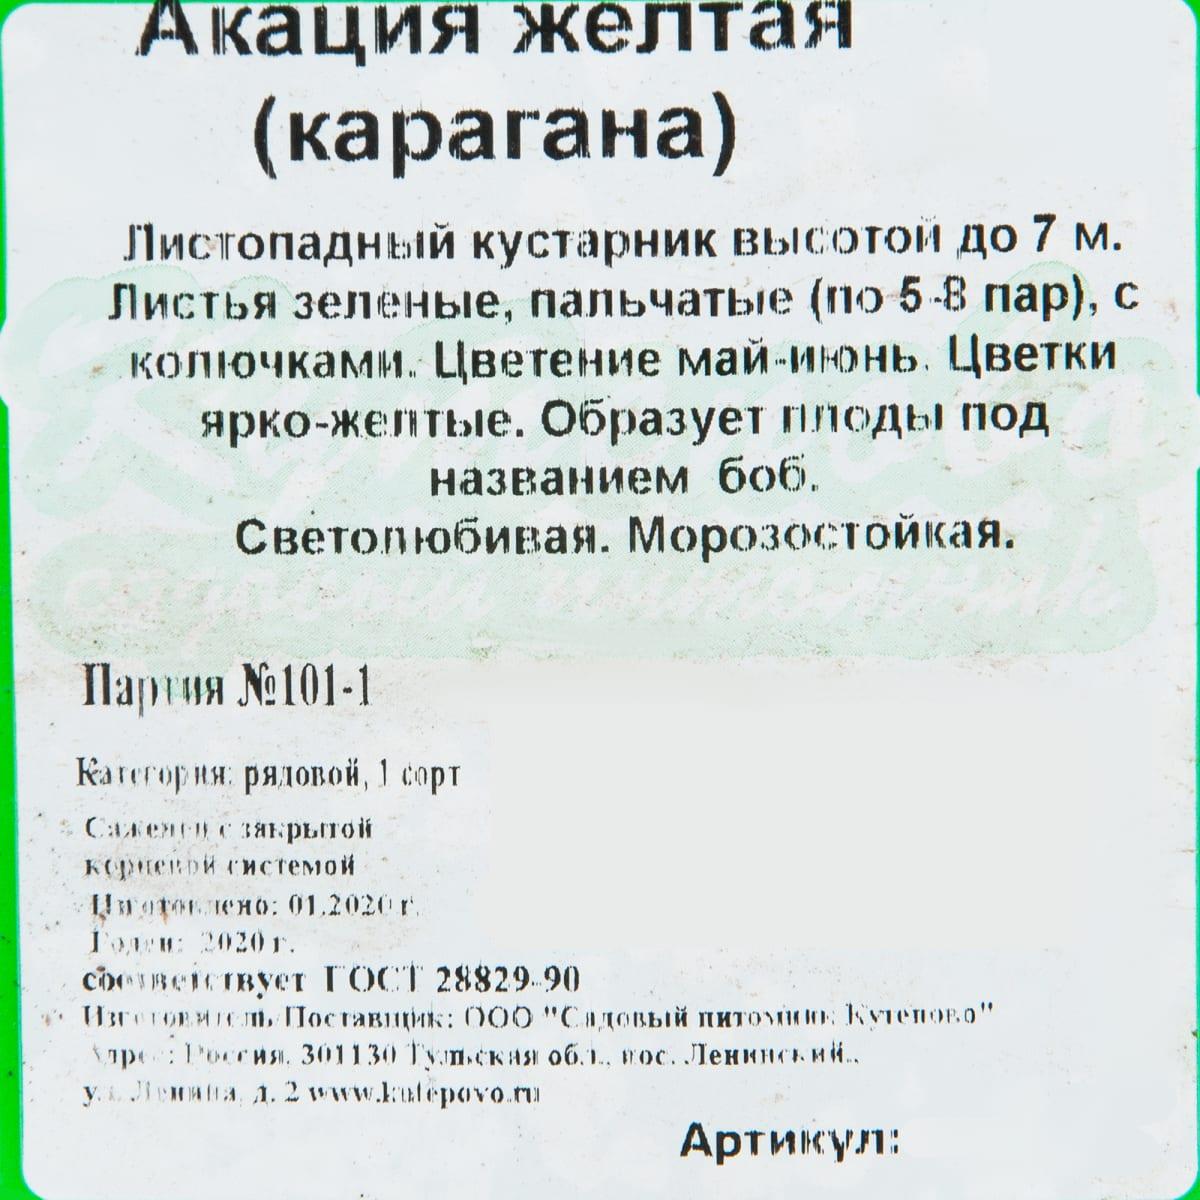 Акация желтая
(карагана)
Листопадный кустарник высотой до 7 м.
Листья зеленые, пальчатые (по 5-8 пар), с
колючками. Цветение май-июнь. Цветки
ярко-желтые. Образует плоды под
названием боб.
Светолюбивая. Морозостойкая.
Партия №101-1
Категория: рядовой, 1 сорт
Саженец с закрытой
корневой системой
Изготовлено: 01.2020 г.
Годен: 2020 г.
соответствует ГОСТ 28829-90
Изготовитель/Поставщик: ООО "Садовый питомник Кутепово"
Адрес: Россия, 301130 Тульская обл., пос. Ленинский.,
ул. Ленина, д. 2 www.kutepovo.ru
Артикул: